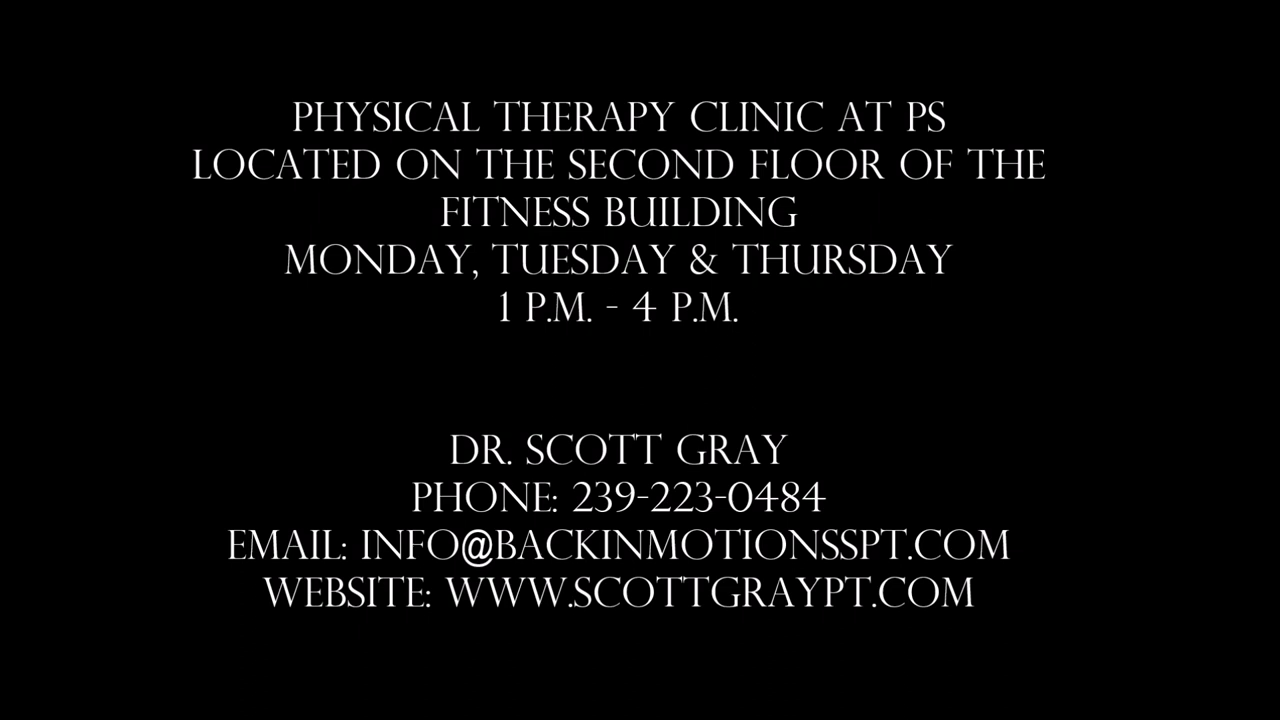 PHYSICAL THERAPY CLINIC AT PS
LOCATED ON THE SECOND FLOOR OF THE
FITNESS BUILDING
MONDAY, TUESDAY & THURSDAY
1 P.M. - 4 P.M.
DR. SCOTT GRAY
PHONE: 239-223-0484
EMAIL: INFO@BACKINMOTIONSSPT.COM
WEBSITE: WWW.SCOTTGRAYPT.COM